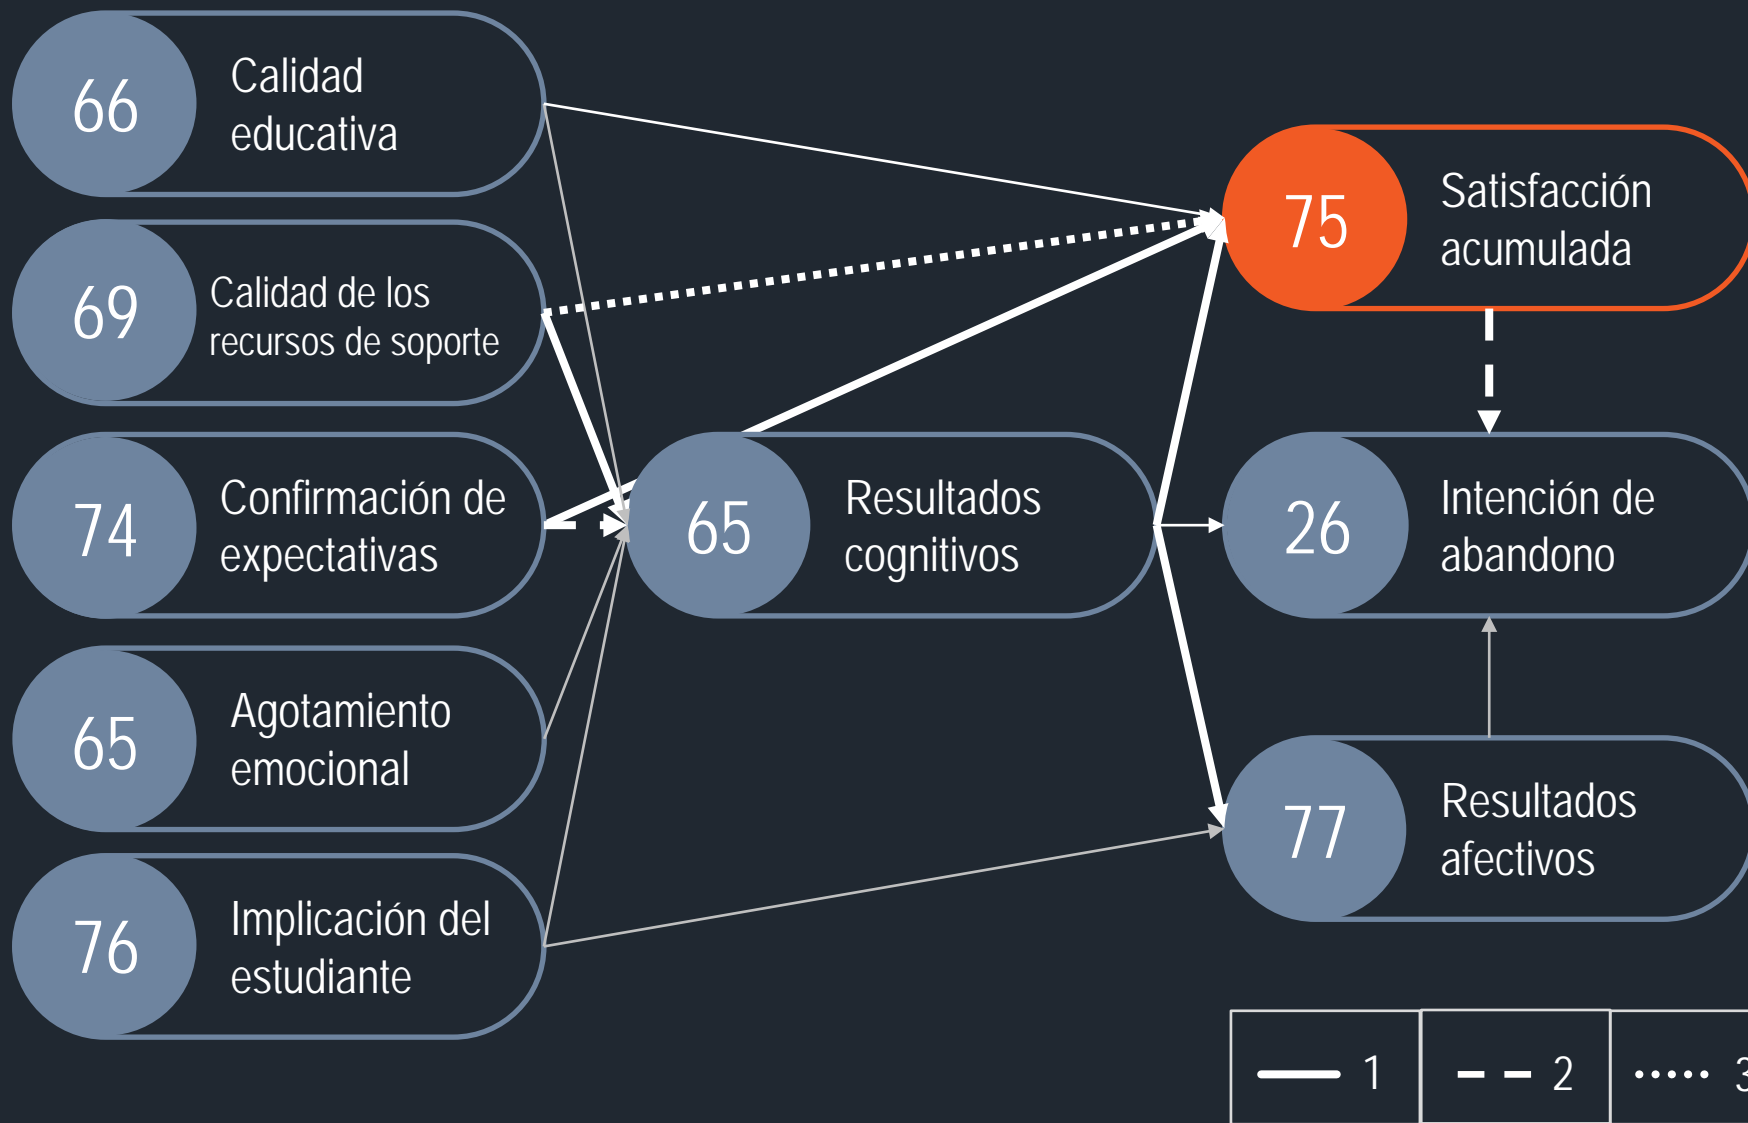 66
Calidad
educativa
69
Calidad de los
recursos de soporte
74
Confirmación de
expectativas
65
Agotamiento
emocional
76
Implicación del
estudiante
65
Resultados
cognitivos
75
Satisfacción
acumulada
26
Intención de
abandono
77
Resultados
afectivos
1
2
3